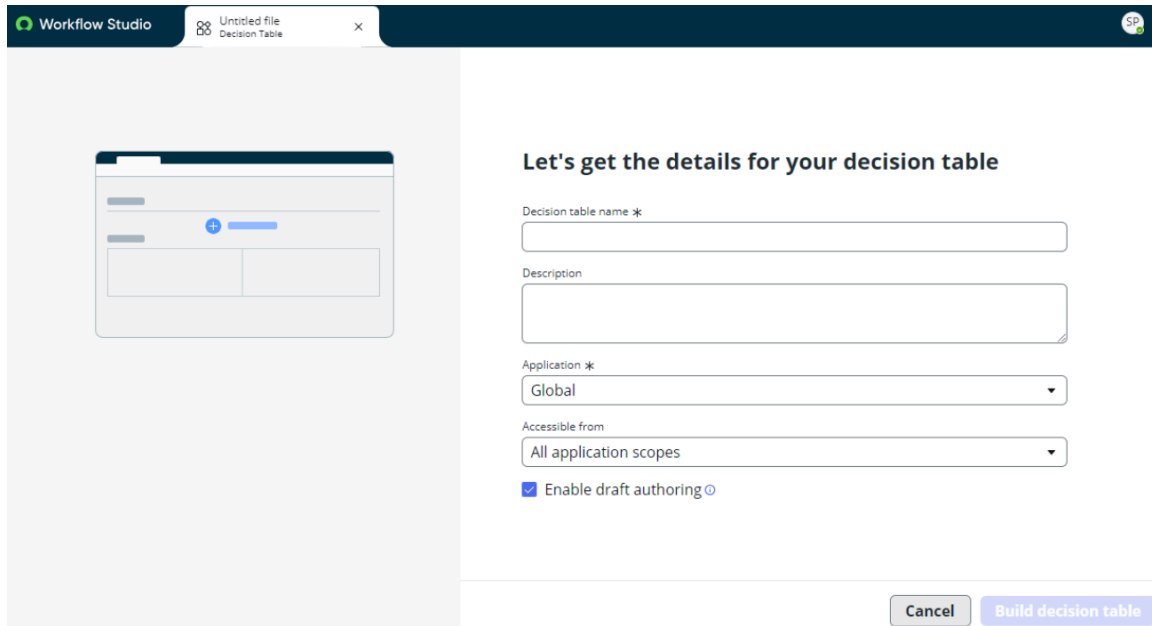 Workflow Studio
Untitled file
Decision Table
SP
Let's get the details for your decision table
Decision table name *
Description
Application *
Global
Accessible from
All application scopes
Enable draft authoring
Cancel
Build decision table